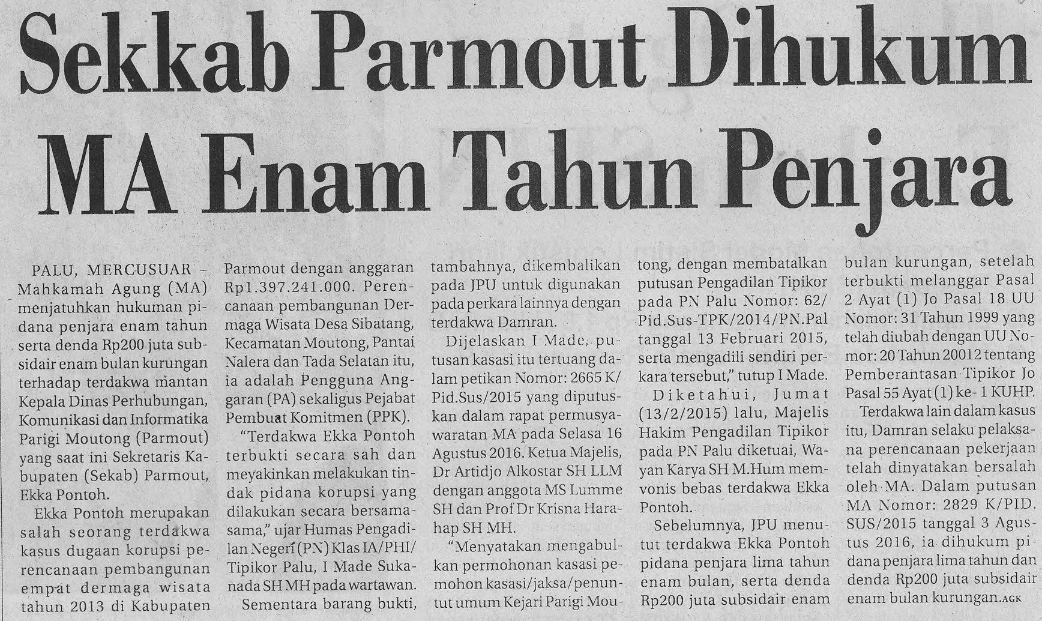 Sekkab Parmout Dihukum
MA Enam Tahun Penjara
PALU, MERCUSUAR –
Mahkamah Agung (MA)
menjatuhkan hukuman pi-
dana penjara enam tahun
serta denda Rp200 juta sub-
sidair enam bulan kurungan
terhadap terdakwa mantan
Kepala Dinas Perhubungan,
Komunikasi dan Informatika
Parigi Moutong (Parmout)
yang saat ini Sekretaris Ka-
bupaten (Sekab) Parmout,
Ekka Pontoh.
Ekka Pontoh merupakan
salah seorang terdakwa
kasus dugaan korupsi pe-
rencanaan pembangunan
empat dermaga wisata
tahun 2013 di Kabupaten
Parmout dengan anggaran
Rp1.397.241.000. Peren-
canaan pembangunan Der-
maga Wisata Desa Sibatang,
Kecamatan Moutong, Pantai
Nalera dan Tada Selatan itu,
ia adalah Pengguna Ang-
garan (PA) sekaligus Pejabat
Pembuat Komitmen (PPK).
"Terdakwa Ekka Pontoh
terbukti secara sah dan
meyakinkan melakukan tin-
dak pidana korupsi yang
dilakukan secara bersama-
sama," ujar Humas Pengadi-
lan Negeri (PN) Klas IA/PHI/
Tipikor Palu, I Made Suka-
nada SH MH pada wartawan.
Sementara barang bukti,
tambahnya, dikembalikan
pada JPU untuk digunakan
pada perkara lainnya dengan
terdakwa Damran.
Dijelaskan I Made, pu-
tusan kasasi itu tertuang da-
lam petikan Nomor: 2665 K/
Pid.Sus/2015 yang diputus-
kan dalam rapat permusya-
waratan MA pada Selasa 16
Agustus 2016. Ketua Majelis,
Dr Artidjo Alkostar SH LLM
dengan anggota MS Lumme
SH dan Prof Dr Krisna Hara-
hap SH MH.
"Menyatakan mengabul-
kan permohonan kasasi pe-
mohon kasasi/jaksa/penun-
tut umum Kejari Parigi Mou-
tong, dengan membatalkan
putusan Pengadilan Tipikor
pada PN Palu Nomor: 62/
Pid.Sus-TPK/2014/PN.Pal
tanggal 13 Februari 2015,
serta mengadili sendiri per-
kara tersebut," tutup I Made.
Diketahui, Jumat
(13/2/2015) lalu, Majelis
Hakim Pengadilan Tipikor
pada PN Palu diketuai, Wa-
yan Karya SH M.Hum mem-
vonis bebas terdakwa Ekka
Pontoh.
Sebelumnya, JPU menu-
tut terdakwa Ekka Pontoh
pidana penjara lima tahun
enam bulan, serta denda
Rp200 juta subsidair enam
bulan kurungan, setelah
terbukti melanggar Pasal
2 Ayat (1) Jo Pasal 18 UU
Nomor: 31 Tahun 1999 yang
telah diubah dengan UU No-
mor: 20 Tahun 20012 tentang
Pemberantasan Tipikor Jo
Pasal 55 Ayat (1) ke- 1 KUHP.
Terdakwa lain dalam kasus
itu, Damran selaku pelaksa-
na perencanaan pekerjaan
telah dinyatakan bersalah
oleh MA. Dalam putusan
MA Nomor: 2829 K/PID.
SUS/2015 tanggal 3 Agus-
tus 2016, ia dihukum pi-
dana penjara lima tahun dan
denda Rp200 juta subsidair
enam bulan kurungan.AGK